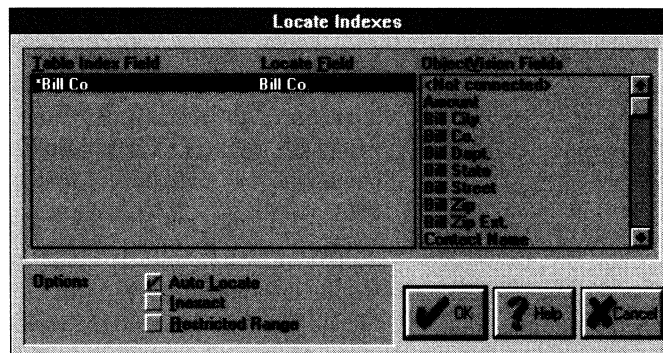 Locate Indexes
Table Index Field Locate Field ObjectVision Fields
*Bill Co Bill Co
<Not connected>
Amount
Bill City
Bill Co.
Bill Dept.
Bill State
Bill Street
Bill Zip
Bill Zip Ext.
Contact Name
Options Auto Locate
Inexact
Restricted Range
OK Help Cancel